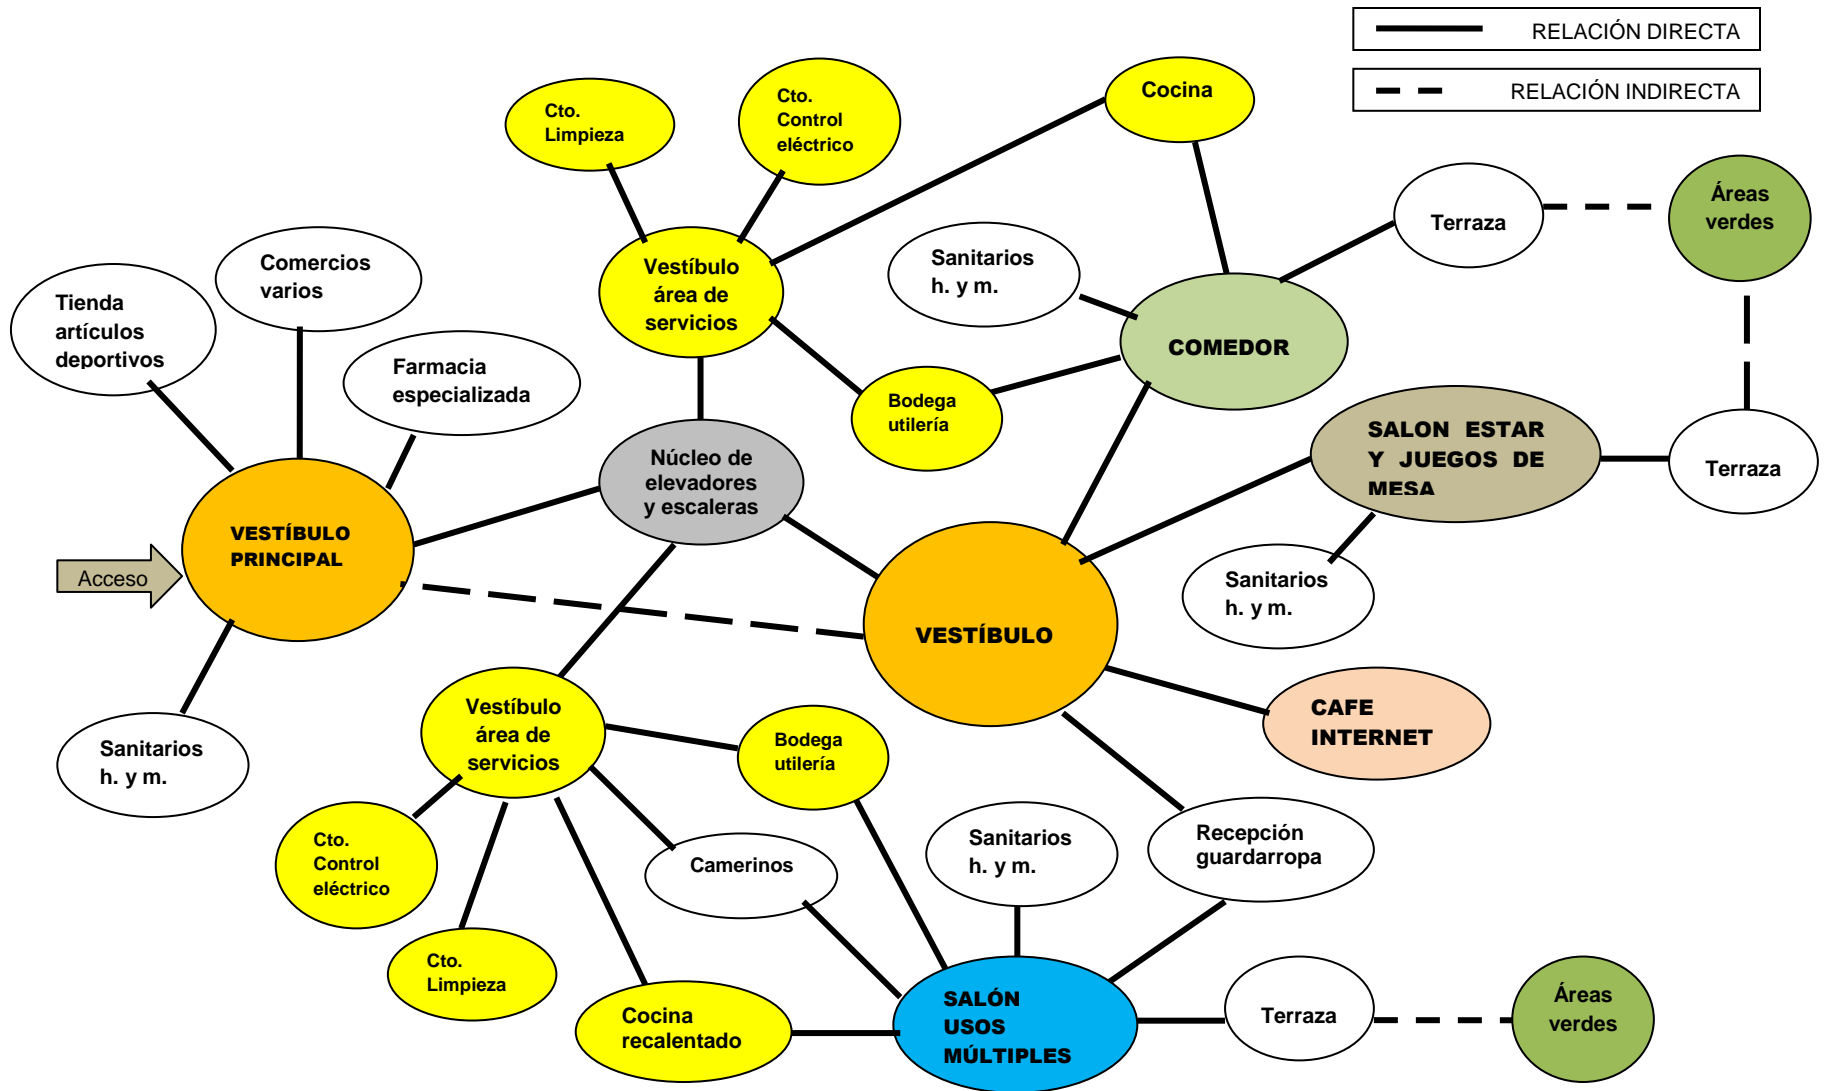 RELACIÓN DIRECTA
RELACIÓN INDIRECTA
Cto.
Limpieza
Cto.
Control
eléctrico
Cocina
Terraza
Áreas
verdes
Tienda
artículos
deportivos
Comercios
varios
Farmacia
especializada
Vestíbulo
área de
servicios
Sanitarios
h. y m.
COMEDOR
Bodega
utilería
Núcleo de
elevadores
y escaleras
SALON ESTAR
Y JUEGOS DE
MESA
Terraza
Acceso
VESTÍBULO
PRINCIPAL
VESTÍBULO
Sanitarios
h. y m.
Sanitarios
h. y m.
Vestíbulo
área de
servicios
Bodega
utilería
CAFE
INTERNET
Cto.
Control
eléctrico
Camerinos
Sanitarios
h. y m.
Recepción
guardarropa
Cto.
Limpieza
Cocina
recalentado
SALÓN
USOS
MÚLTIPLES
Terraza
Áreas
verdes